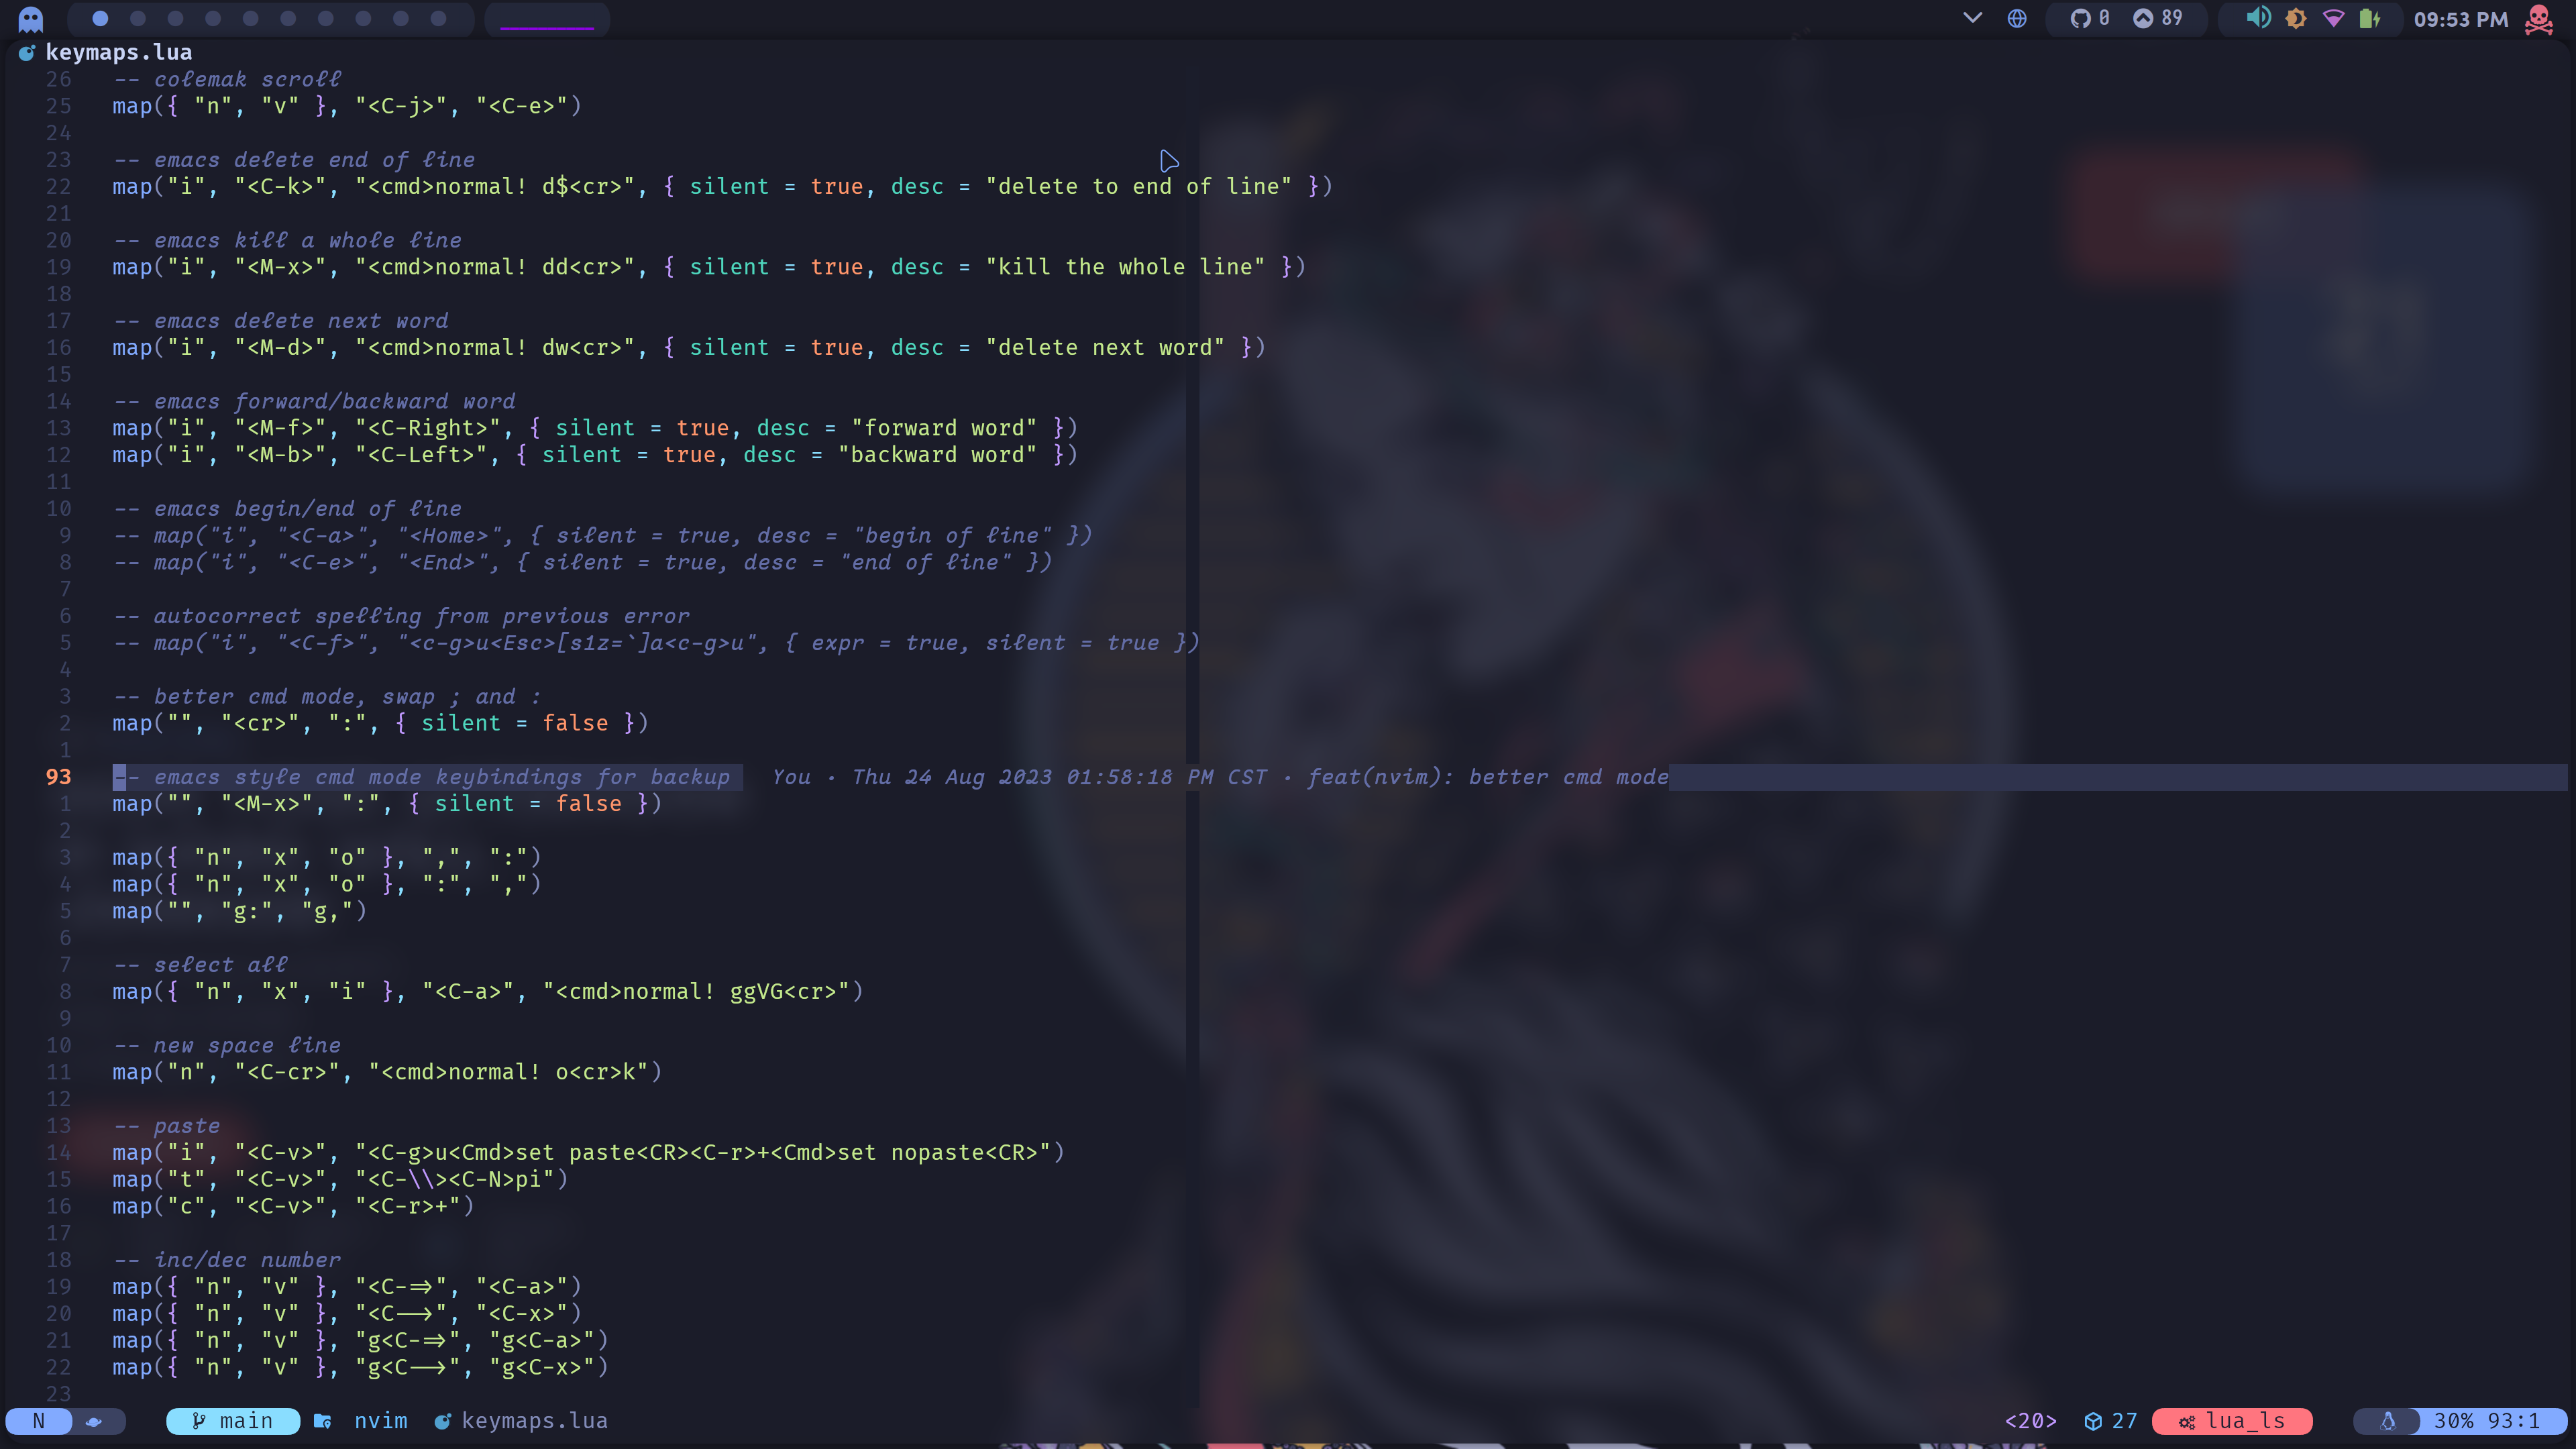 0 89 09:53 PM
keymaps.lua
26 -- colemak scroll
25 map({ "n", "v" }, "<C-j>", "<C-e>")
24
23 -- emacs delete end of line
22 map("i", "<C-k>", "<cmd>normal! d$<cr>", { silent = true, desc = "delete to end of line" })
21
20 -- emacs kill a whole line
19 map("i", "<M-x>", "<cmd>normal! dd<cr>", { silent = true, desc = "kill the whole line" })
18
17 -- emacs delete next word
16 map("i", "<M-d>", "<cmd>normal! dw<cr>", { silent = true, desc = "delete next word" })
15
14 -- emacs forward/backward word
13 map("i", "<M-f>", "<C-Right>", { silent = true, desc = "forward word" })
12 map("i", "<M-b>", "<C-Left>", { silent = true, desc = "backward word" })
11
10 -- emacs begin/end of line
9 -- map("i", "<C-a>", "<Home>", { silent = true, desc = "begin of line" })
8 -- map("i", "<C-e>", "<End>", { silent = true, desc = "end of line" })
7
6 -- autocorrect spelling from previous error
5 -- map("i", "<C-f>", "<c-g>u<Esc>[s1z=`]a<c-g>u", { expr = true, silent = true })
4
3 -- better cmd mode, swap ; and :
2 map("", "<cr>", ":", { silent = false })
1
93 -- emacs style cmd mode keybindings for backup You • Thu 24 Aug 2023 01:58:18 PM CST • feat(nvim): better cmd mode
1 map("", "<M-x>", ":", { silent = false })
2
3 map({ "n", "x", "o" }, ",", ":")
4 map({ "n", "x", "o" }, ":", ",")
5 map("", "g:", "g,")
6
7 -- select all
8 map({ "n", "x", "i" }, "<C-a>", "<cmd>normal! ggVG<cr>")
9
10 -- new space line
11 map("n", "<C-cr>", "<cmd>normal! o<cr>k")
12
13 -- paste
14 map("i", "<C-v>", "<C-g>u<Cmd>set paste<CR><C-r>+<Cmd>set nopaste<CR>")
15 map("t", "<C-v>", "<C-\\><C-N>pi")
16 map("c", "<C-v>", "<C-r>+")
17
18 -- inc/dec number
19 map({ "n", "v" }, "<C-=>", "<C-a>")
20 map({ "n", "v" }, "<C-->", "<C-x>")
21 map({ "n", "v" }, "g<C-=>", "g<C-a>")
22 map({ "n", "v" }, "g<C-->", "g<C-x>")
23
N main nvim keymaps.lua <20> 27 lua_ls 30% 93:1